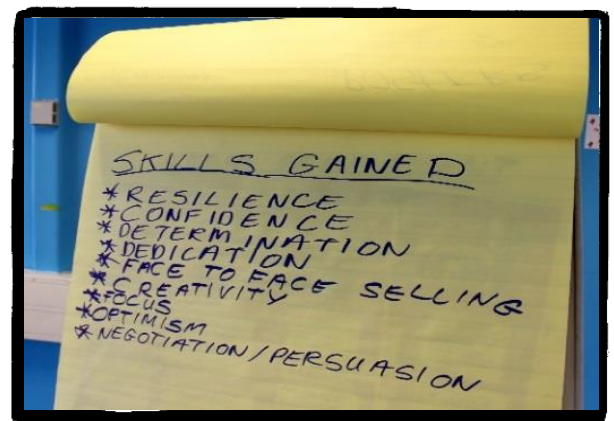 SKILLS GAINED
*RESILIENCE
*CONFIDENCE
*DETERMINATION
*DEDICATION
*FACE TO FACE SELLING
*CREATIVITY
*FOCUS
*OPTIMISM
*NEGOTIATION/PERSUASION